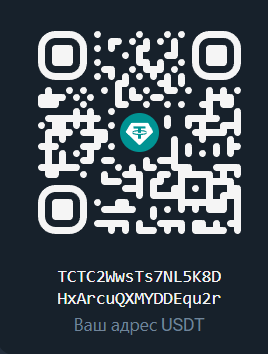 TCTC2WwsTs7NL5K8D
HxArcuQXMYDDEqu2r
Ваш адрес USDT